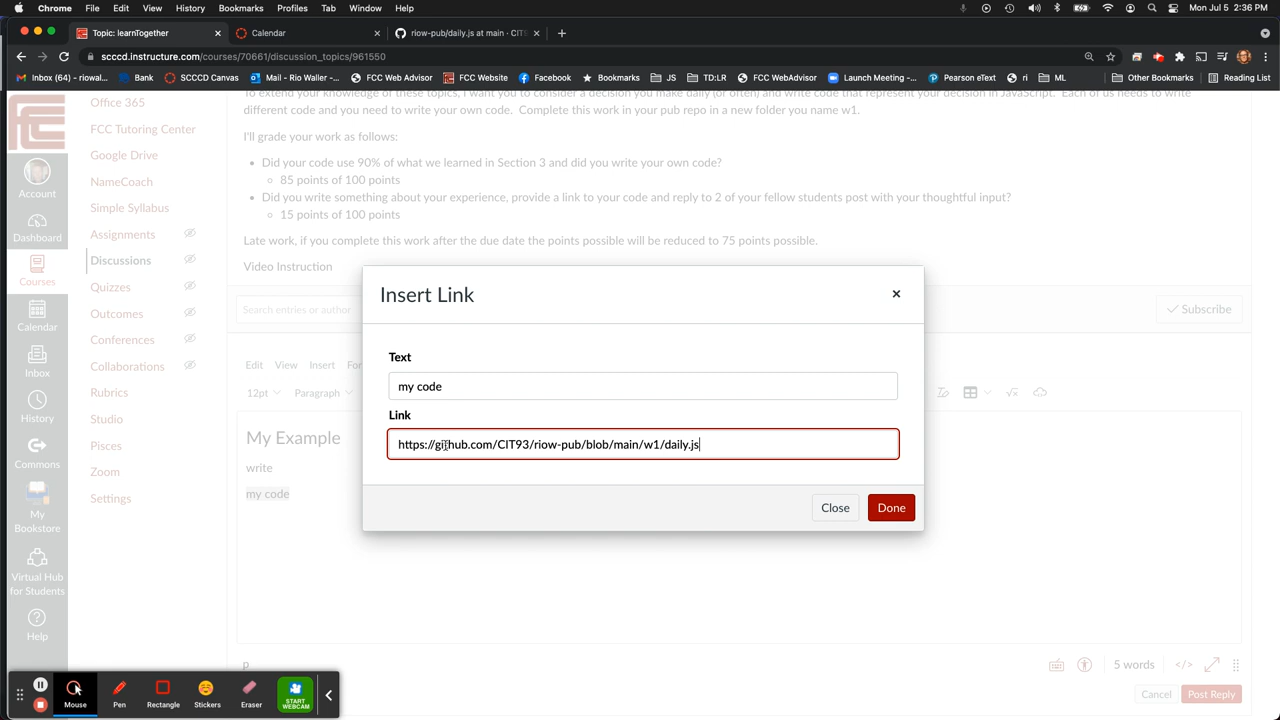 Chrome File Edit View History Bookmarks People Tab Window Help Mon Jul 5 2:36 PM
Topic: learnTogether Calendar riow-pub/daily.js at main · CIT9
scccd.instructure.com/courses/70661/discussion_topics/961550
Inbox (64) – riowal... Bank SCCCD Canvas Mail - Rio Waller -... FCC Web Advisor FCC Website Facebook Bookmarks JS TD:LR FCC WebAdvisor Launch Meeting -... Pearson eText ri ML Other Bookmarks Reading List
Office 365
FCC Tutoring Center
Google Drive
NameCoach
Simple Syllabus
Assignments
Discussions
Quizzes
Outcomes
Conferences
Collaborations
Rubrics
Studio
Pisces
Zoom
Settings
Account
Dashboard
Courses
Calendar
Inbox
History
Commons
My Bookstore
Virtual Hub for Students
Help
To extend your knowledge of these topics, I want you to consider a decision you make daily (or often) and write code that represent your decision in JavaScript. Each of us needs to write
different code and you need to write your own code. Complete this work in your pub repo in a new folder you name w1.
I'll grade your work as follows:
Did your code use 90% of what we learned in Section 3 and did you write your own code?
85 points of 100 points
Did you write something about your experience, provide a link to your code and reply to 2 of your fellow students post with your thoughtful input?
15 points of 100 points
Late work, if you complete this work after the due date the points possible will be reduced to 75 points possible.
Video Instruction
Search entries or author
Subscribe
Insert Link
Text
my code
Link
https://github.com/CIT93/riow-pub/blob/main/w1/daily.js
Close Done
Edit View Insert For
12pt Paragraph
My Example
write
my code
p
5 words </>
Cancel Post Reply
Mouse Pen Rectangle Stickers Eraser START WEBCAM